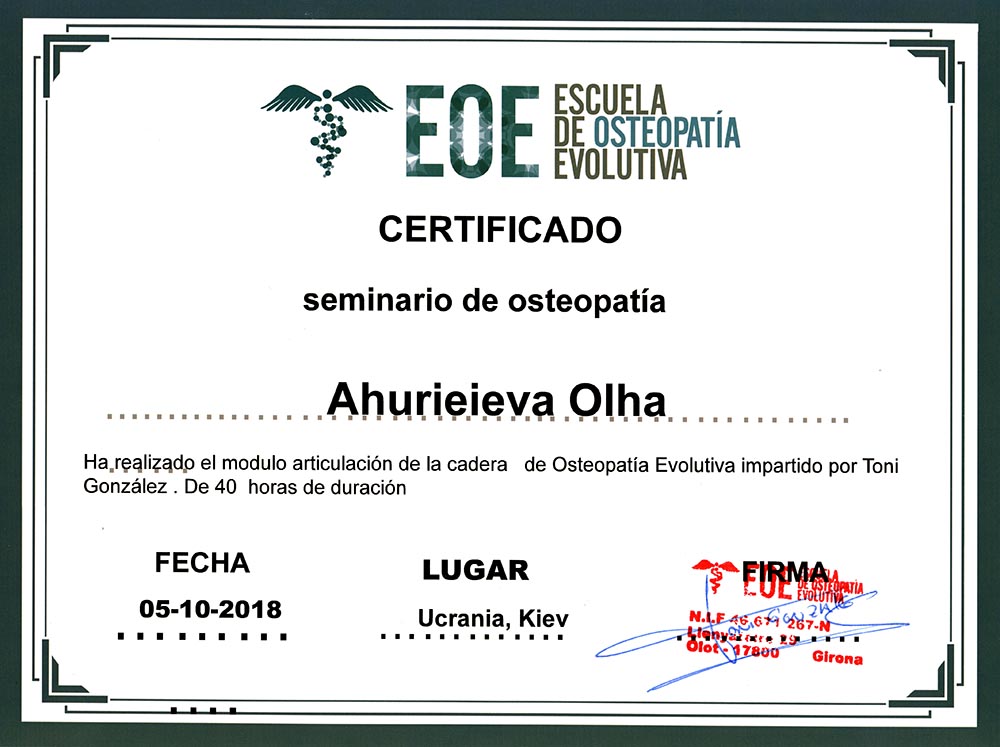 EOE
ESCUELA
DE OSTEOPATÍA
EVOLUTIVA
CERTIFICADO
seminario de osteopatía
Ahurieieva Olha
Ha realizado el modulo articulación de la cadera de Osteopatía Evolutiva impartido por Toni
González . De 40 horas de duración
FECHA
05-10-2018
LUGAR
Ucrania, Kiev
FIRMA
EOE
ESCUELA
DE OSTEOPATÍA
EVOLUTIVA
N.I.F 46,671 267-N
29
Olot - 17800 Girona
TONI GONZALEZ